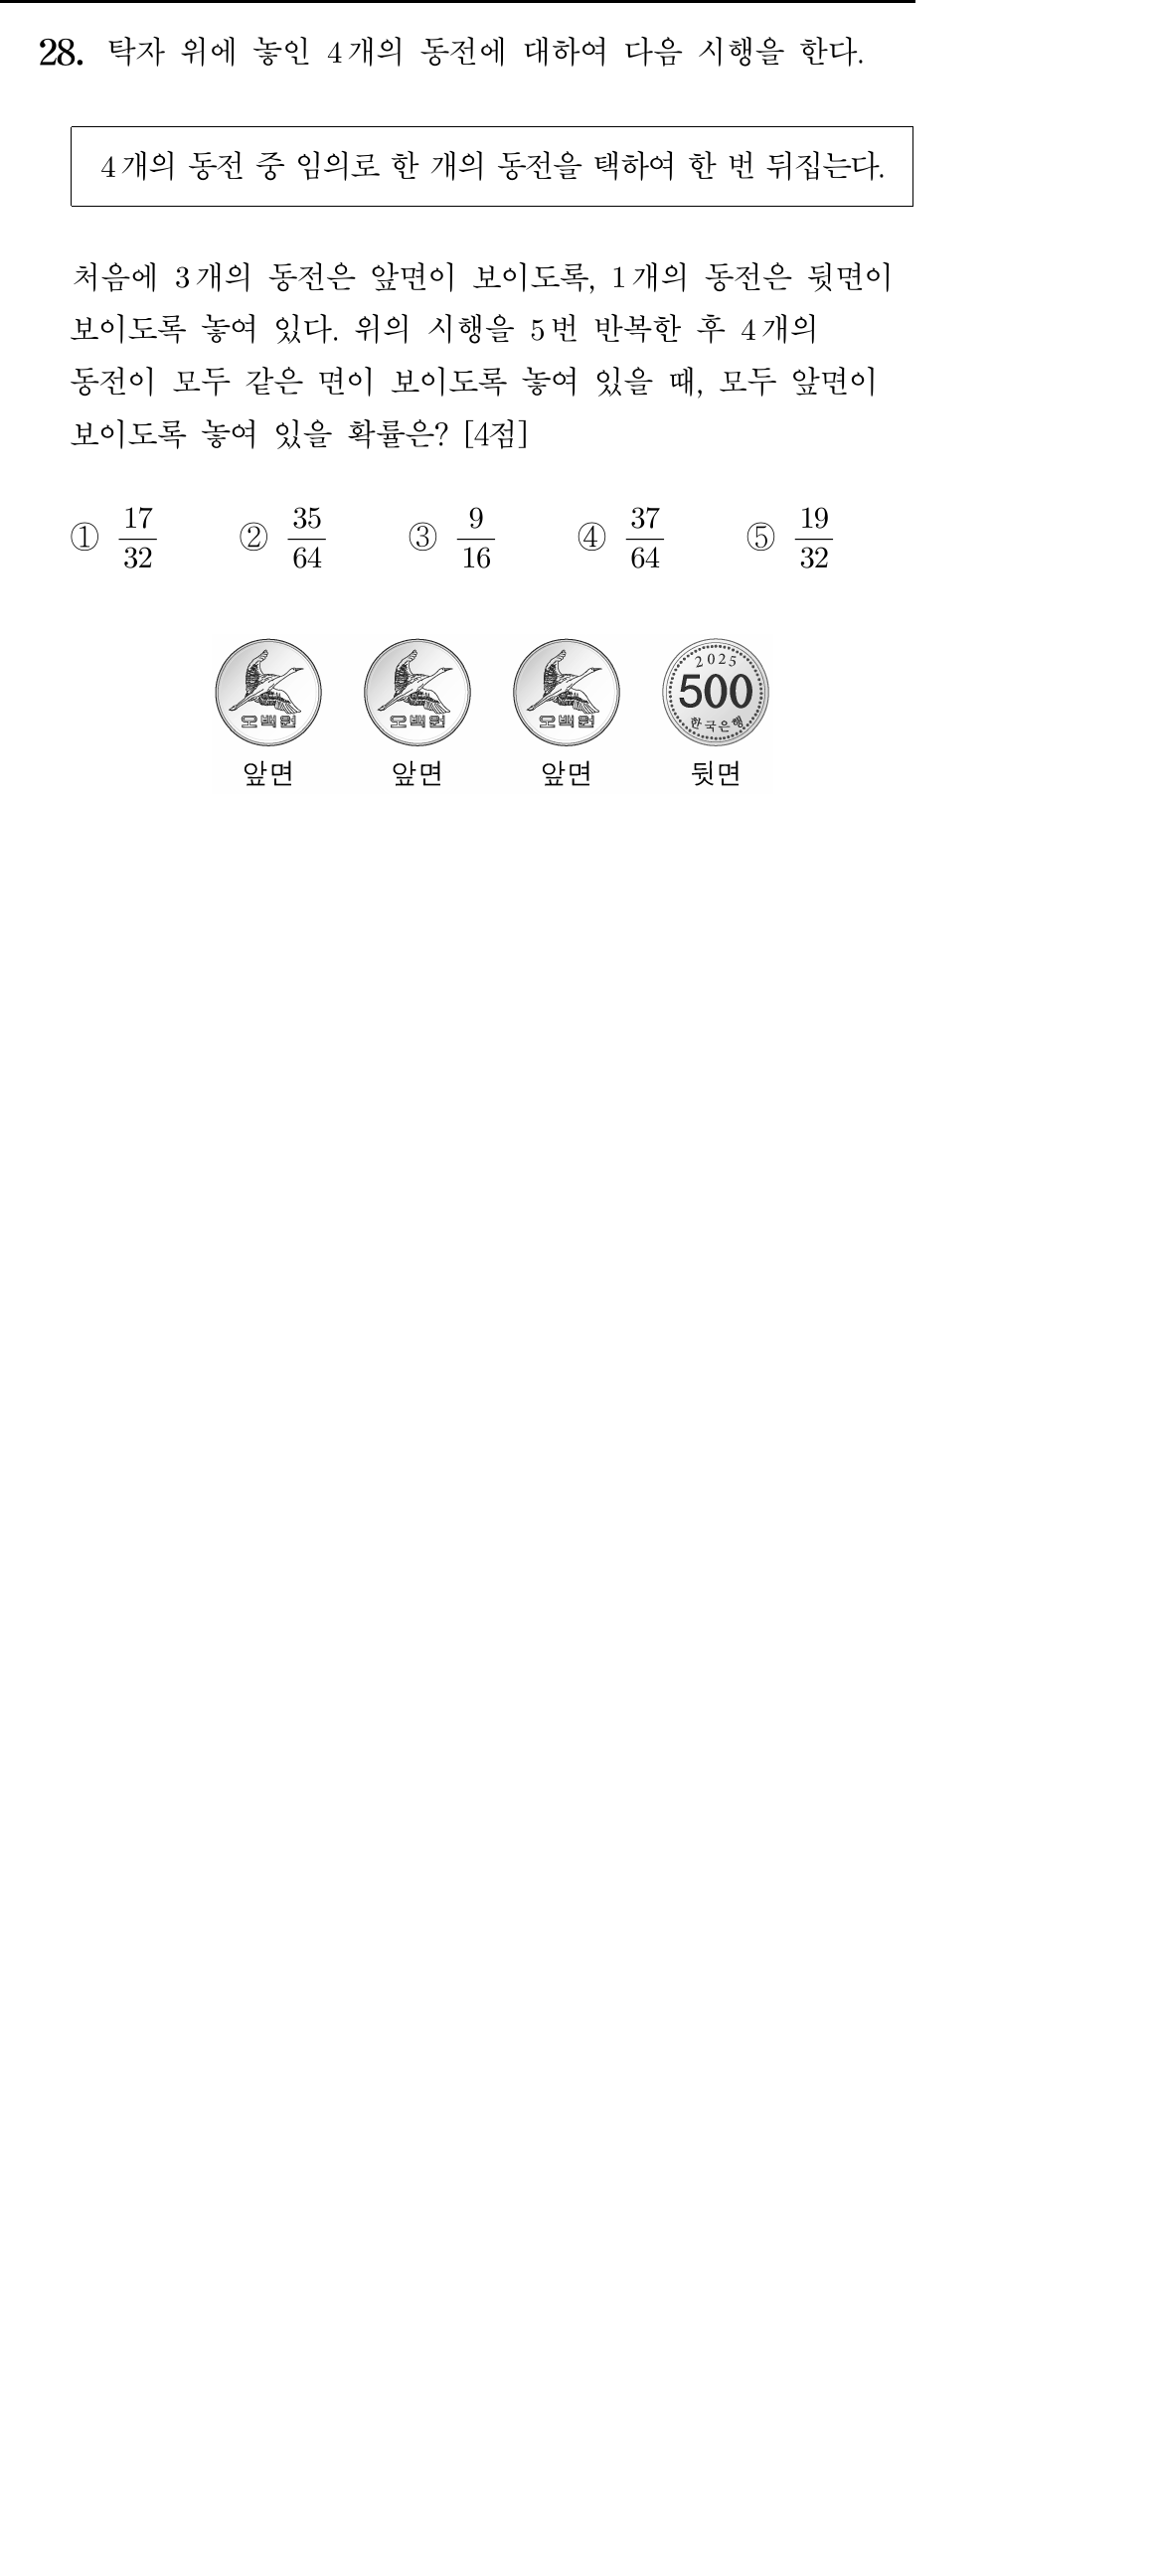 28. 탁자 위에 놓인 4개의 동전에 대하여 다음 시행을 한다.
4개의 동전 중 임의로 한 개의 동전을 택하여 한 번 뒤집는다.
처음에 3개의 동전은 앞면이 보이도록, 1개의 동전은 뒷면이
보이도록 놓여 있다. 위의 시행을 5번 반복한 후 4개의
동전이 모두 같은 면이 보이도록 놓여 있을 때, 모두 앞면이
보이도록 놓여 있을 확률은? [4점]
① 17/32 ② 35/64 ③ 9/16 ④ 37/64 ⑤ 19/32
오백원 오백원 오백원 2025 500 한국은행
앞면 앞면 앞면 뒷면